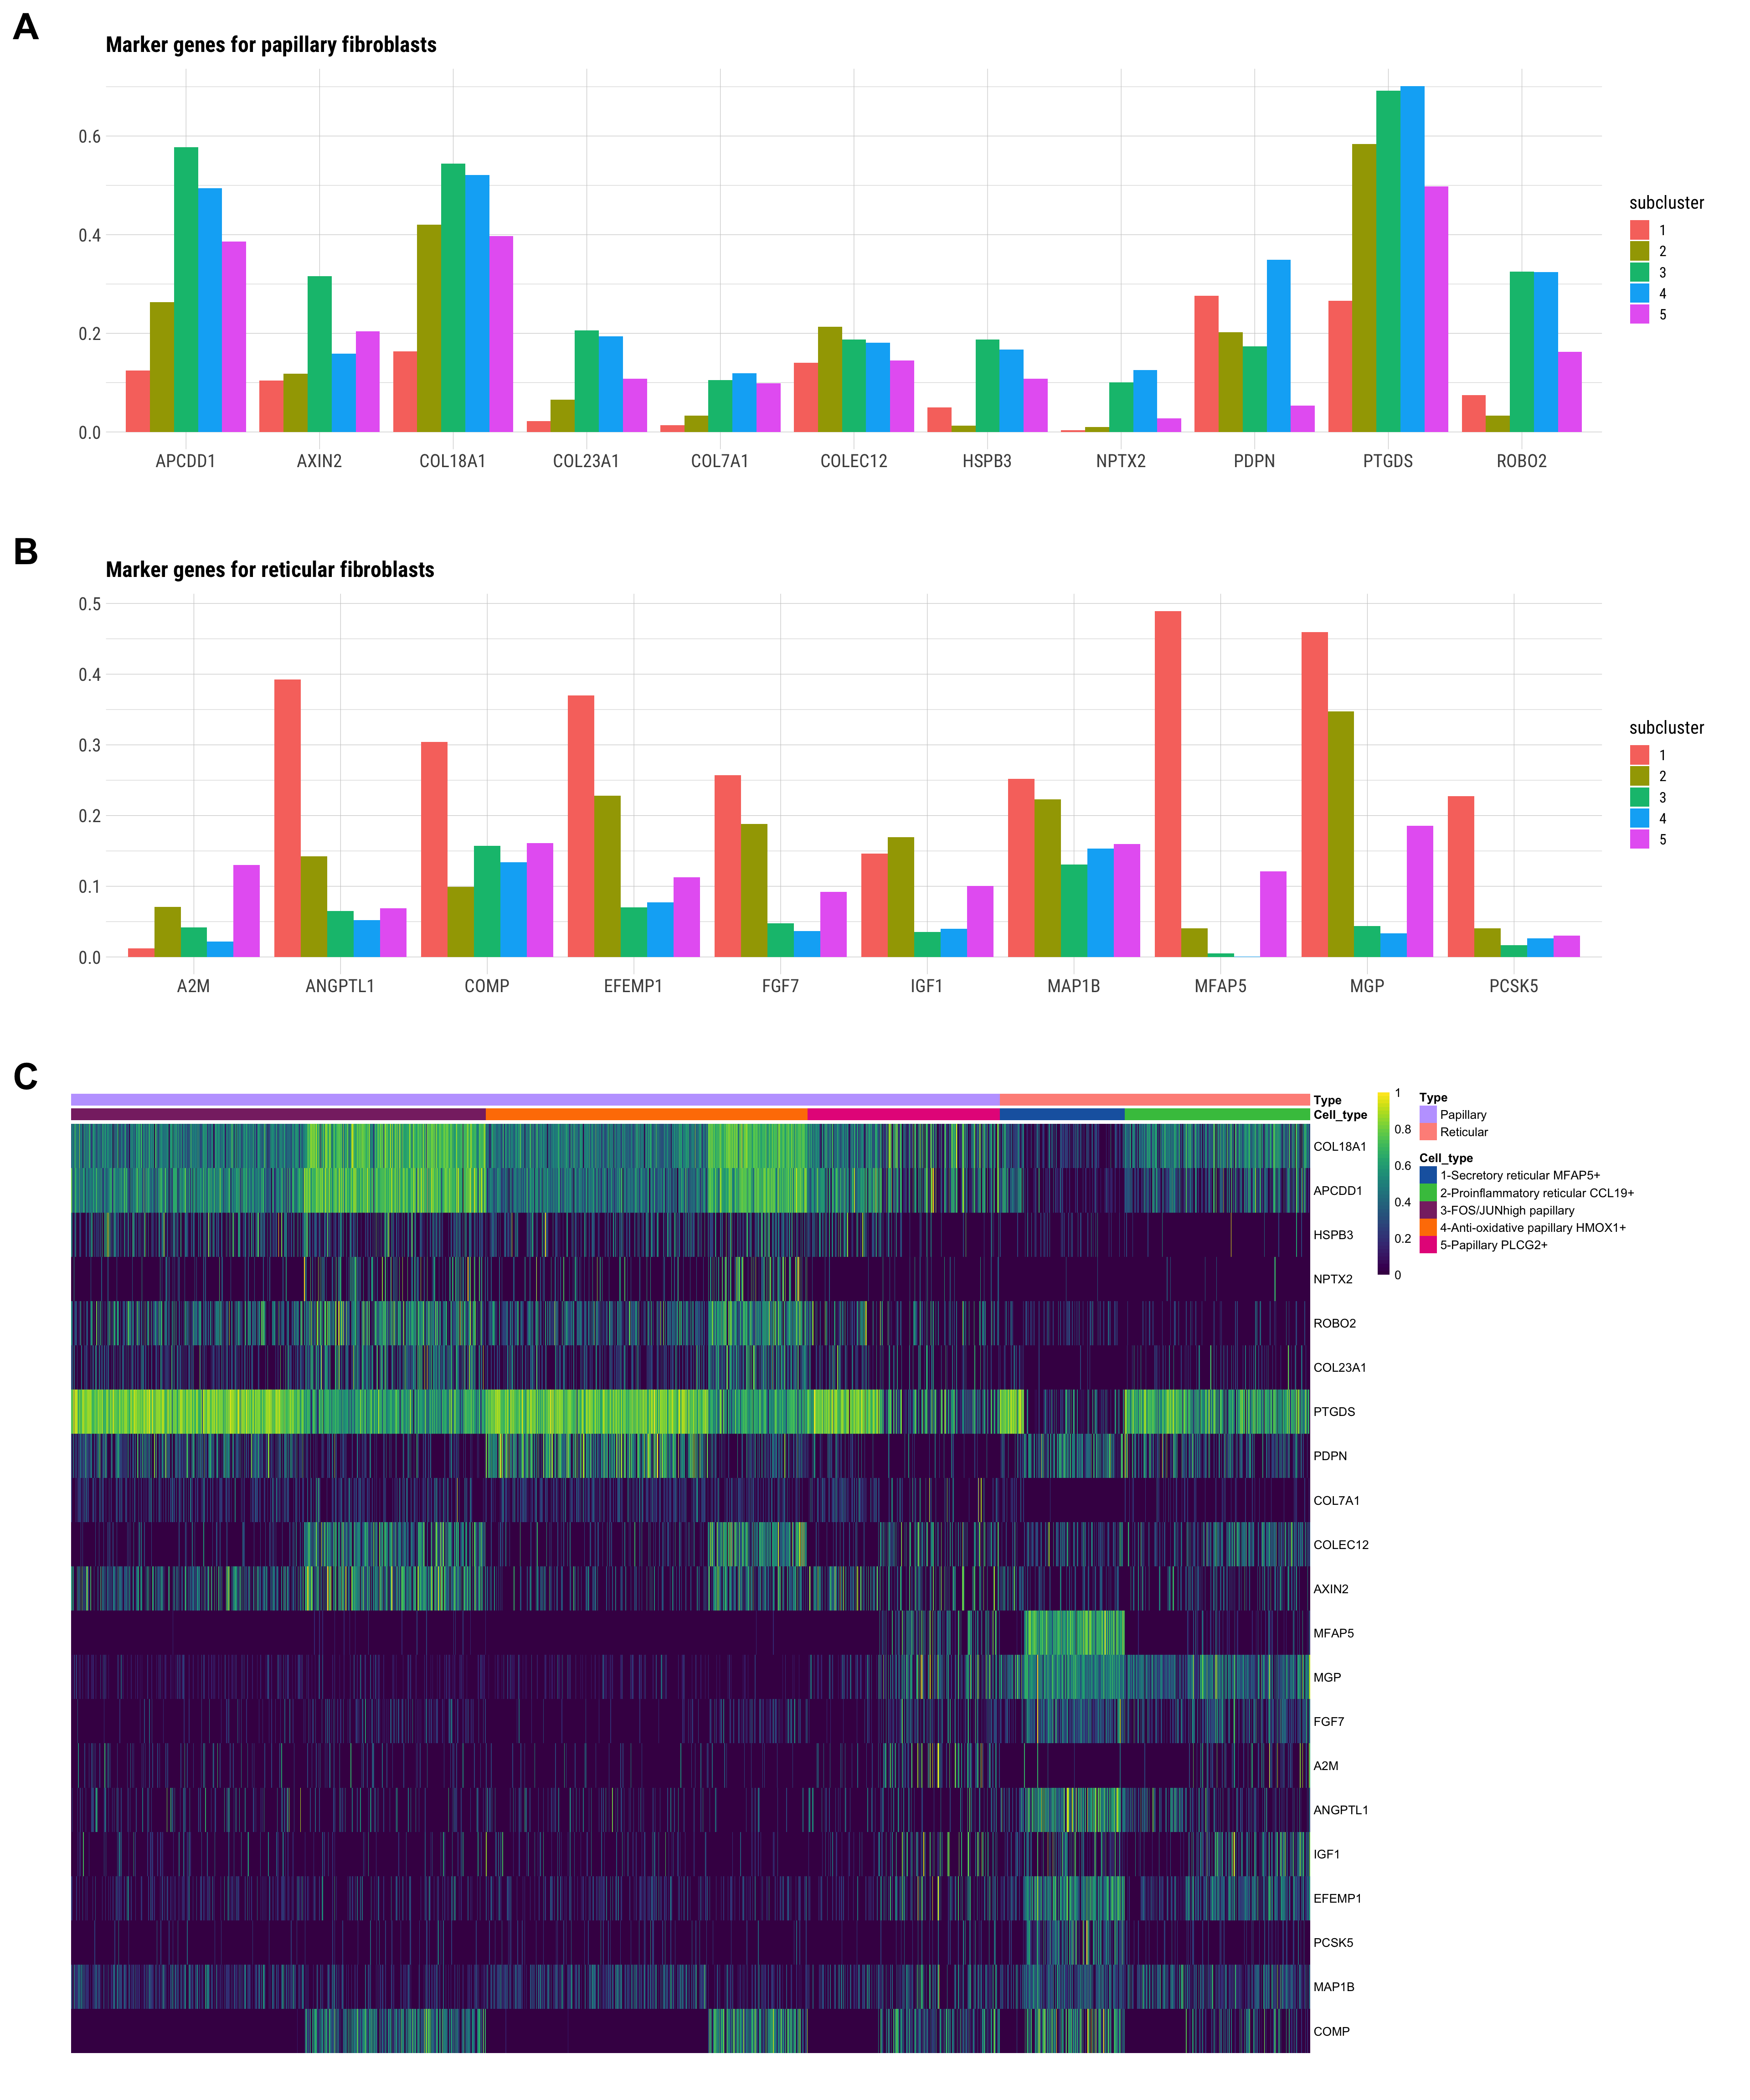 A
Marker genes for papillary fibroblasts
0.6
0.4
0.2
0.0
APCDD1 AXIN2 COL18A1 COL23A1 COL7A1 COLEC12 HSPB3 NPTX2 PDPN PTGDS ROBO2
subcluster
1
2
3
4
5
B
Marker genes for reticular fibroblasts
0.5
0.4
0.3
0.2
0.1
0.0
A2M ANGPTL1 COMP EFEMP1 FGF7 IGF1 MAP1B MFAP5 MGP PCSK5
subcluster
1
2
3
4
5
C
Type
Cell_type
COL18A1
APCDD1
HSPB3
NPTX2
ROBO2
COL23A1
PTGDS
PDPN
COL7A1
COLEC12
AXIN2
MFAP5
MGP
FGF7
A2M
ANGPTL1
IGF1
EFEMP1
PCSK5
MAP1B
COMP
1
0.8
0.6
0.4
0.2
0
Type
Papillary
Reticular
Cell_type
1-Secretory reticular MFAP5+
2-Proinflammatory reticular CCL19+
3-FOS/JUNhigh papillary
4-Anti-oxidative papillary HMOX1+
5-Papillary PLCG2+